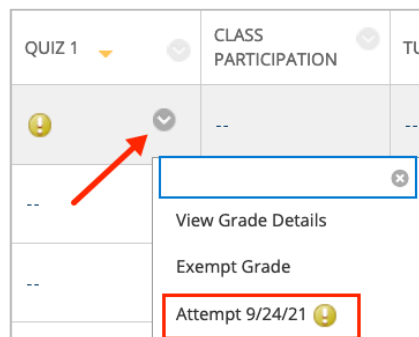 QUIZ 1
CLASS
PARTICIPATION
TU
--
--
--
--
View Grade Details
Exempt Grade
Attempt 9/24/21